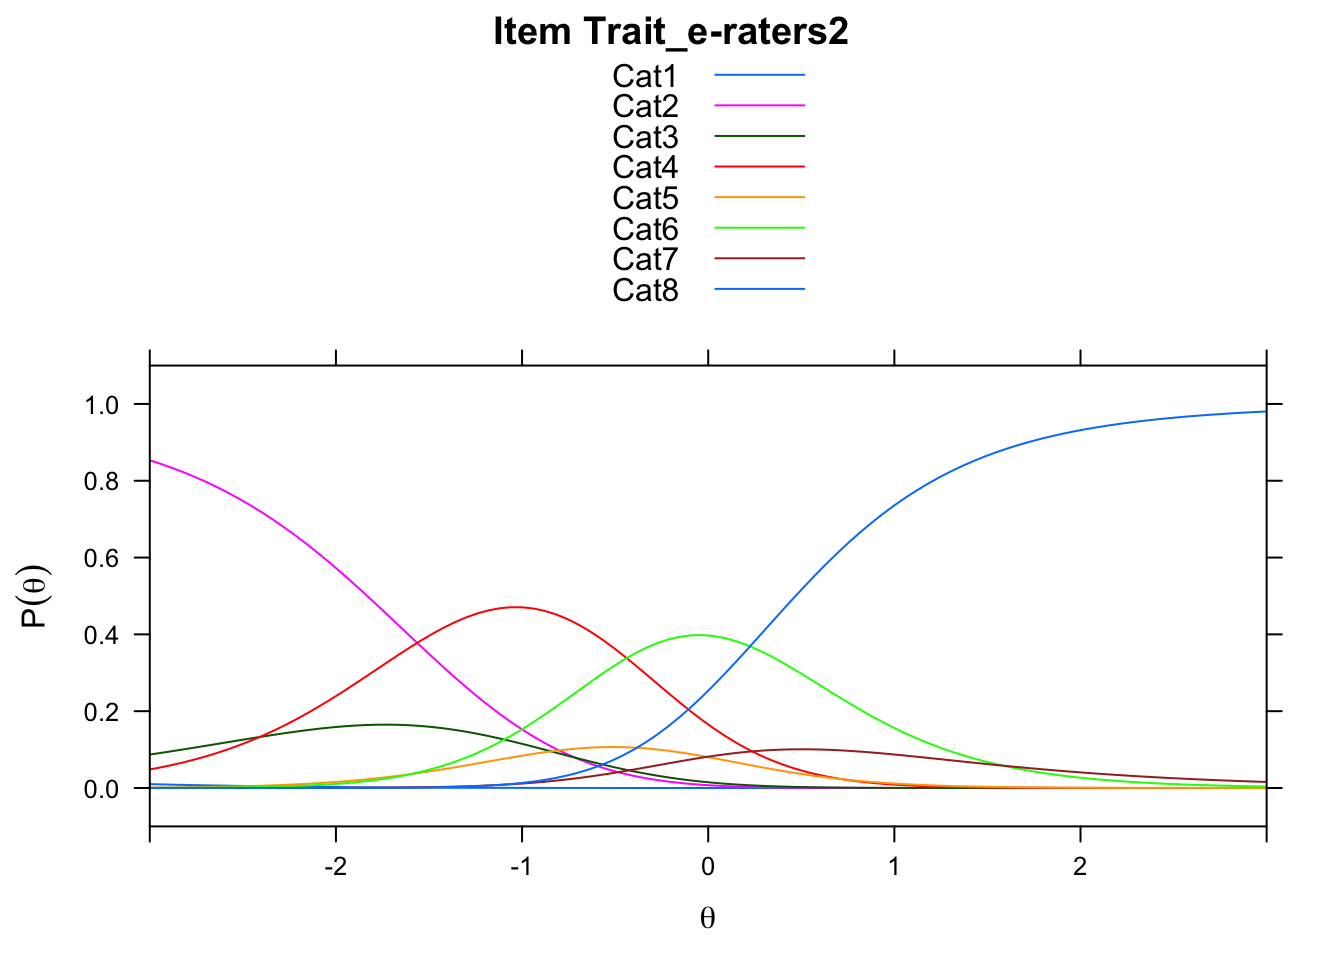 Item Trait_e-raters2
Cat1
Cat2
Cat3
Cat4
Cat5
Cat6
Cat7
Cat8
1.0
0.8
0.6
0.4
0.2
0.0
P(θ)
-2 -1 0 1 2
θ